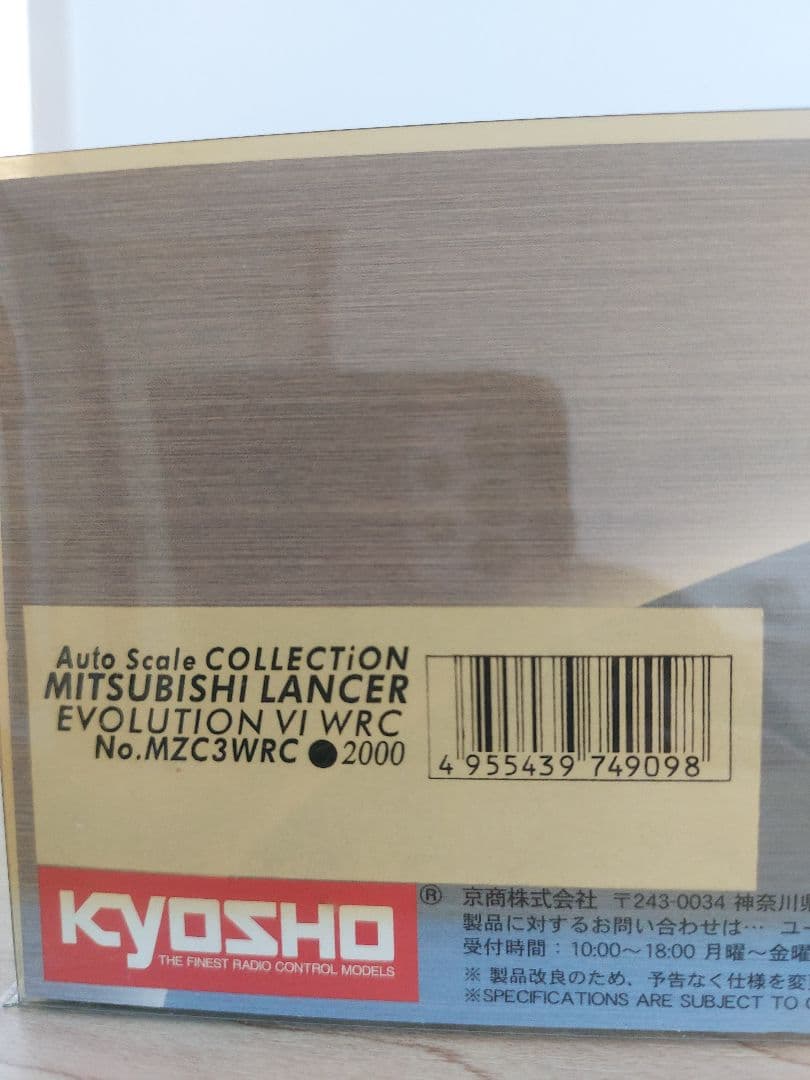 Auto Scale COLLECTiON
MITSUBISHI LANCER
EVOLUTION VI WRC
No.MZC3WRC ●2000
4 955439 749098
KYOSHO
THE FINEST RADIO CONTROL MODELS
® 京商株式会社 〒243-0034 神奈川県
製品に対するお問い合わせは… ユー
受付時間：10:00〜18:00 月曜〜金曜
※ 製品改良のため、予告なく仕様を変
※SPECIFICATIONS ARE SUBJECT TO